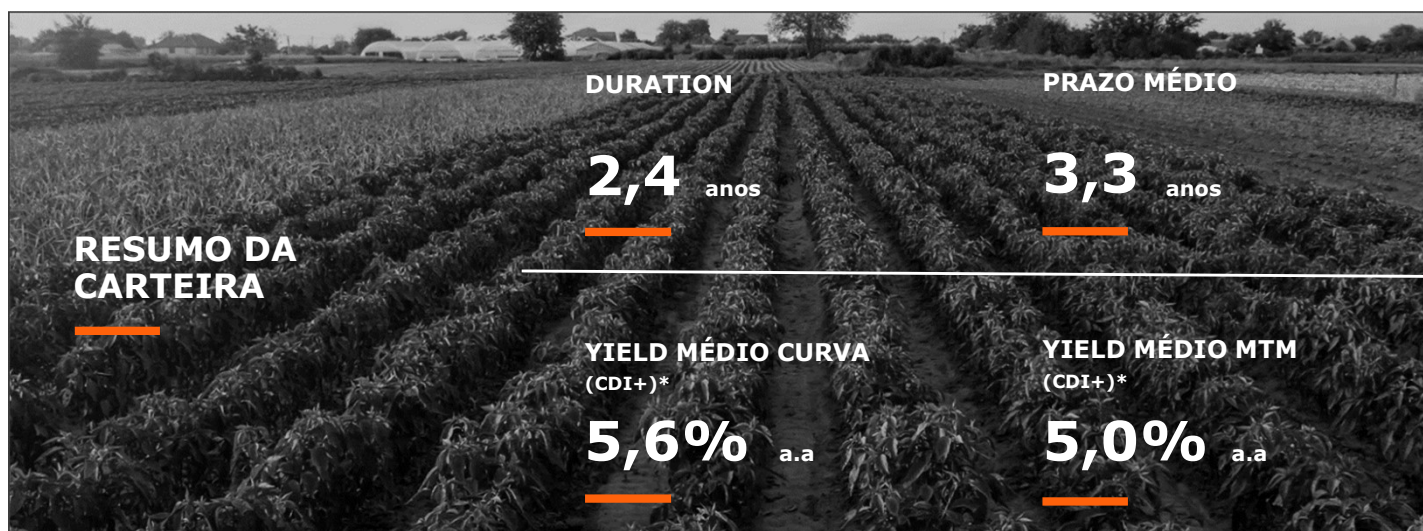 RESUMO DA
CARTEIRA
DURATION
2,4 anos
PRAZO MÉDIO
3,3 anos
YIELD MÉDIO CURVA
(CDI+)*
5,6% a.a
YIELD MÉDIO MTM
(CDI+)*
5,0% a.a